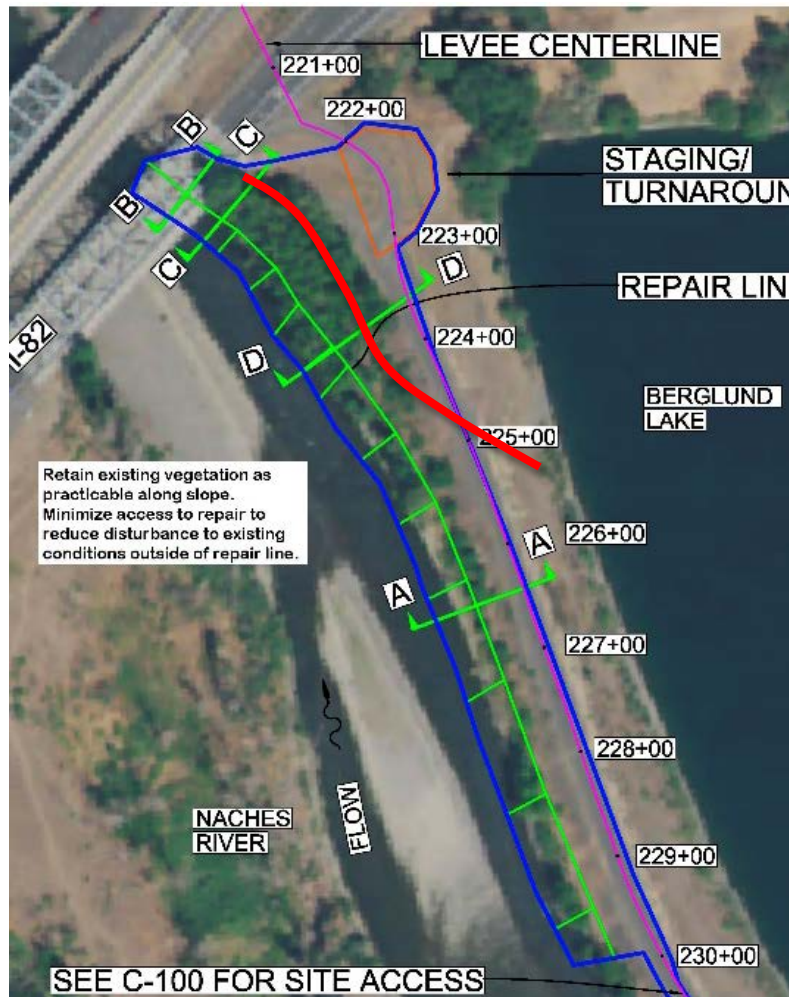 LEVEE CENTERLINE
221+00
222+00
B
C
STAGING/
TURNAROUN
B
C
223+00
D
REPAIR LIN
I-82
D
224+00
BERGLUND
LAKE
225+00
Retain existing vegetation as
practicable along slope.
Minimize access to repair to
reduce disturbance to existing
conditions outside of repair line.
226+00
A
A
227+00
228+00
NACHES
RIVER
FLOW
229+00
230+00
SEE C-100 FOR SITE ACCESS